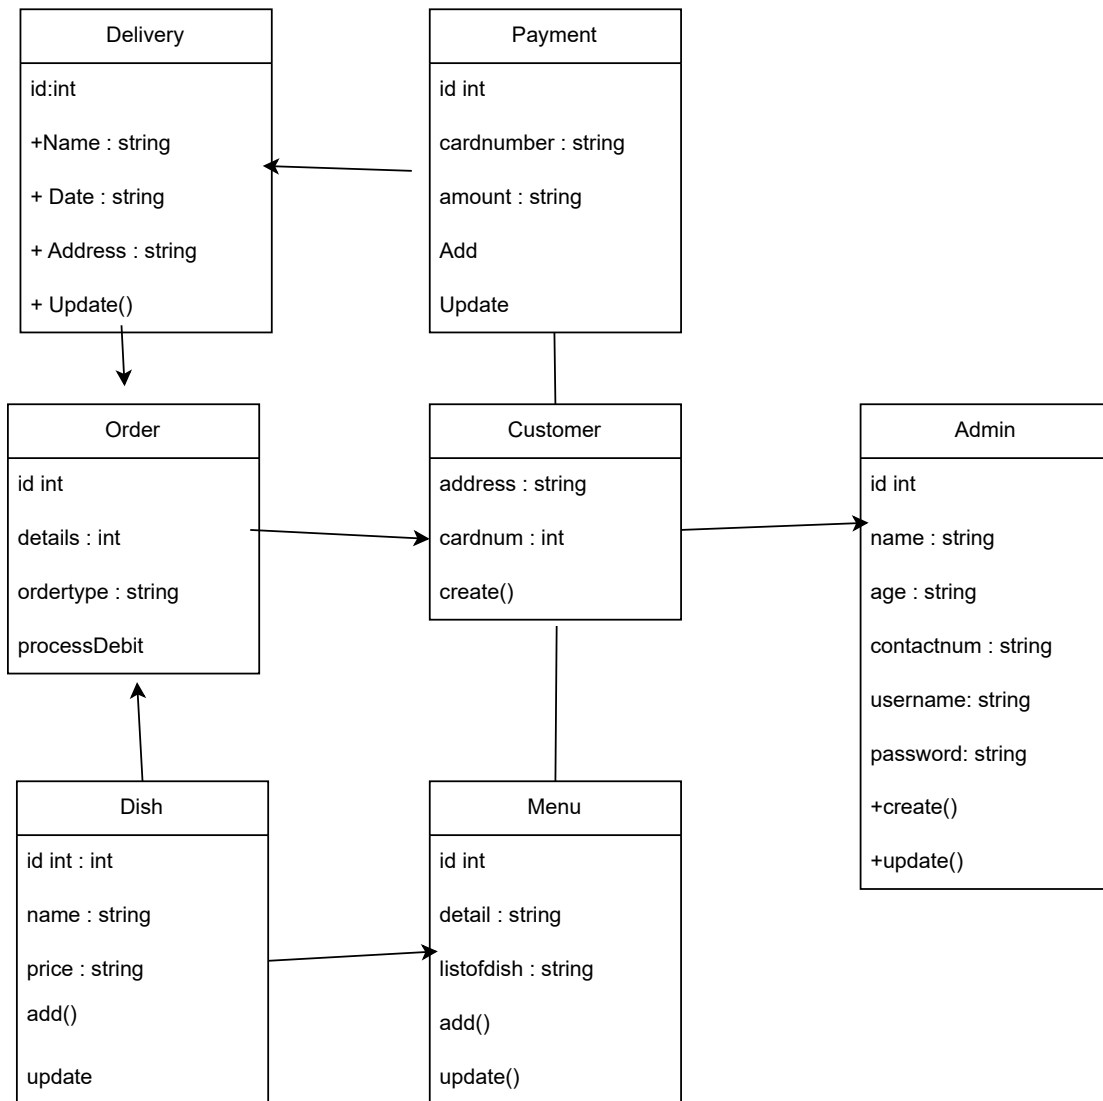 Delivery
id:int
+Name : string
+ Date : string
+ Address : string
+ Update()
Payment
id int
cardnumber : string
amount : string
Add
Update
Order
id int
details : int
ordertype : string
processDebit
Customer
address : string
cardnum : int
create()
Admin
id int
name : string
age : string
contactnum : string
username: string
password: string
+create()
+update()
Dish
id int : int
name : string
price : string
add()
update
Menu
id int
detail : string
listofdish : string
add()
update()